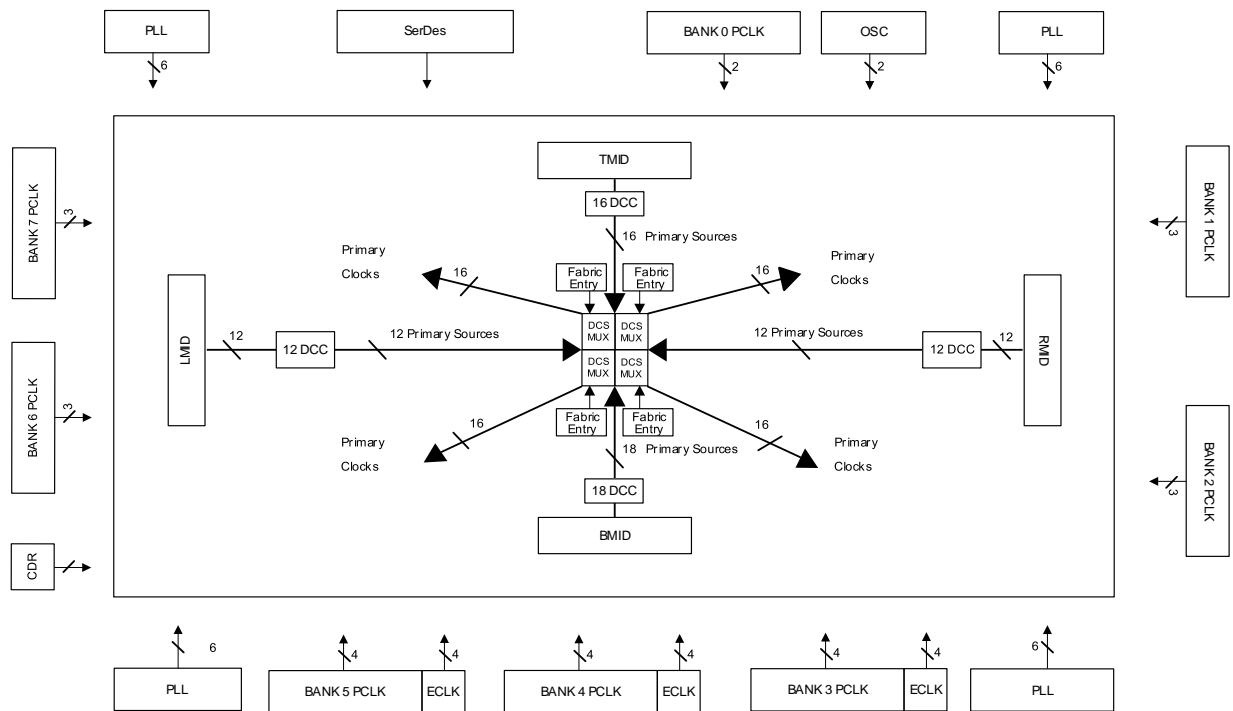 PLL
SerDes
BANK 0 PCLK
OSC
PLL
6
2
2
6
BANK 7 PCLK
3
BANK 1 PCLK
3
TMID
16 DCC
16 Primary Sources
Primary
Clocks
16
Fabric
Entry
Fabric
Entry
16
Primary
Clocks
LMID
12
12 DCC
12 Primary Sources
DCS
MUX
DCS
MUX
DCS
MUX
DCS
MUX
12 Primary Sources
12 DCC
12
RMID
BANK 6 PCLK
3
Primary
Clocks
16
Fabric
Entry
Fabric
Entry
16
Primary
Clocks
18 Primary Sources
18 DCC
BMID
BANK 2 PCLK
3
CDR
6
4
4
4
4
4
4
6
PLL
BANK 5 PCLK
ECLK
BANK 4 PCLK
ECLK
BANK 3 PCLK
ECLK
PLL